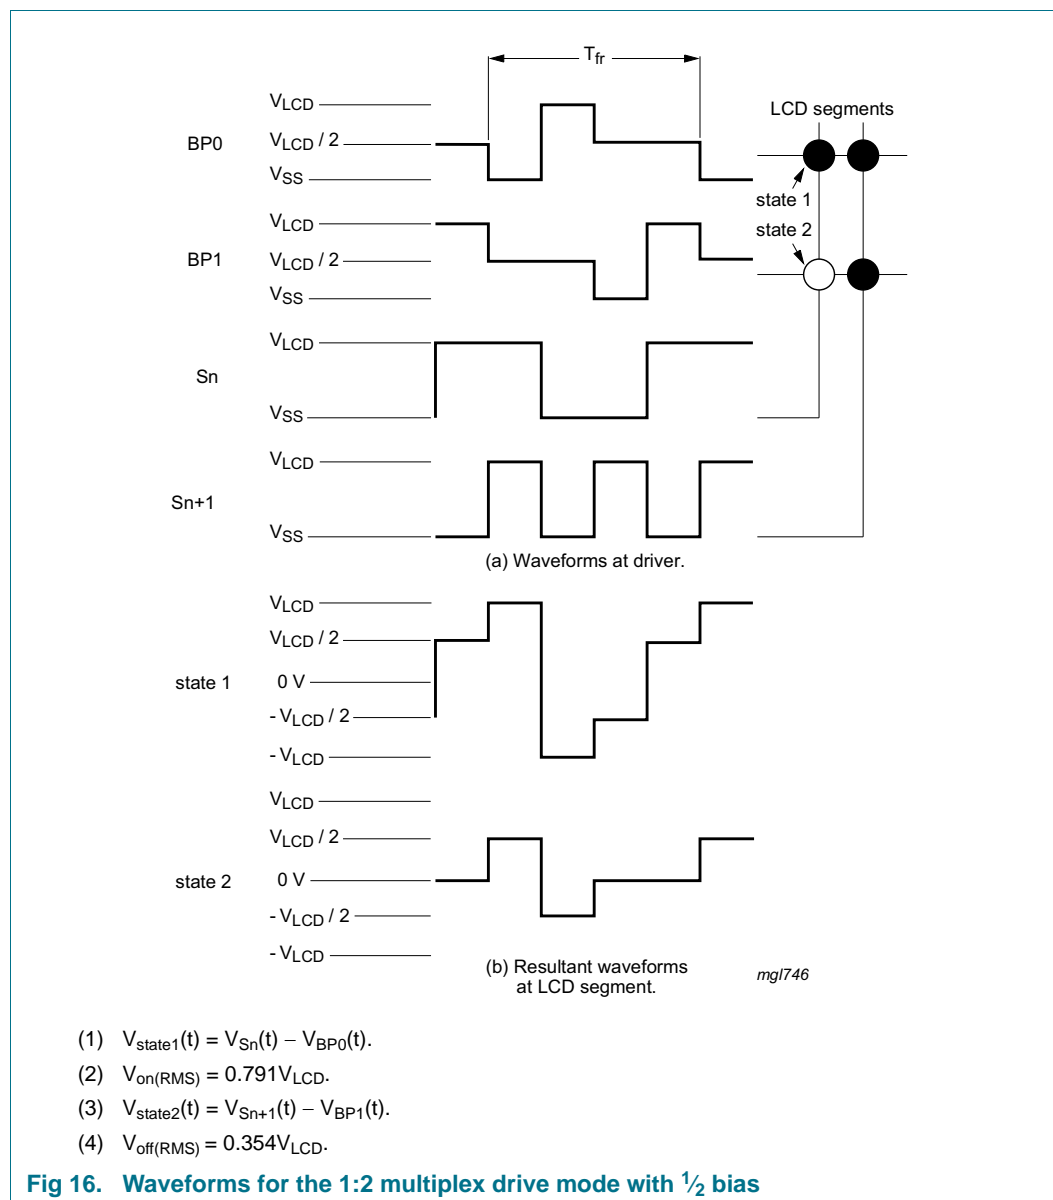 Tfr
VLCD
BP0
VLCD / 2
VSS
LCD segments
state 1
state 2
VLCD
BP1
VLCD / 2
VSS
VLCD
Sn
VSS
VLCD
Sn+1
VSS
(a) Waveforms at driver.
VLCD
VLCD / 2
state 1
0 V
- VLCD / 2
- VLCD
VLCD
VLCD / 2
state 2
0 V
- VLCD / 2
- VLCD
(b) Resultant waveforms
at LCD segment.
mgl746
(1) Vstate1(t) = VSn(t) − VBP0(t).
(2) Von(RMS) = 0.791VLCD.
(3) Vstate2(t) = VSn+1(t) − VBP1(t).
(4) Voff(RMS) = 0.354VLCD.
Fig 16. Waveforms for the 1:2 multiplex drive mode with 1⁄2 bias